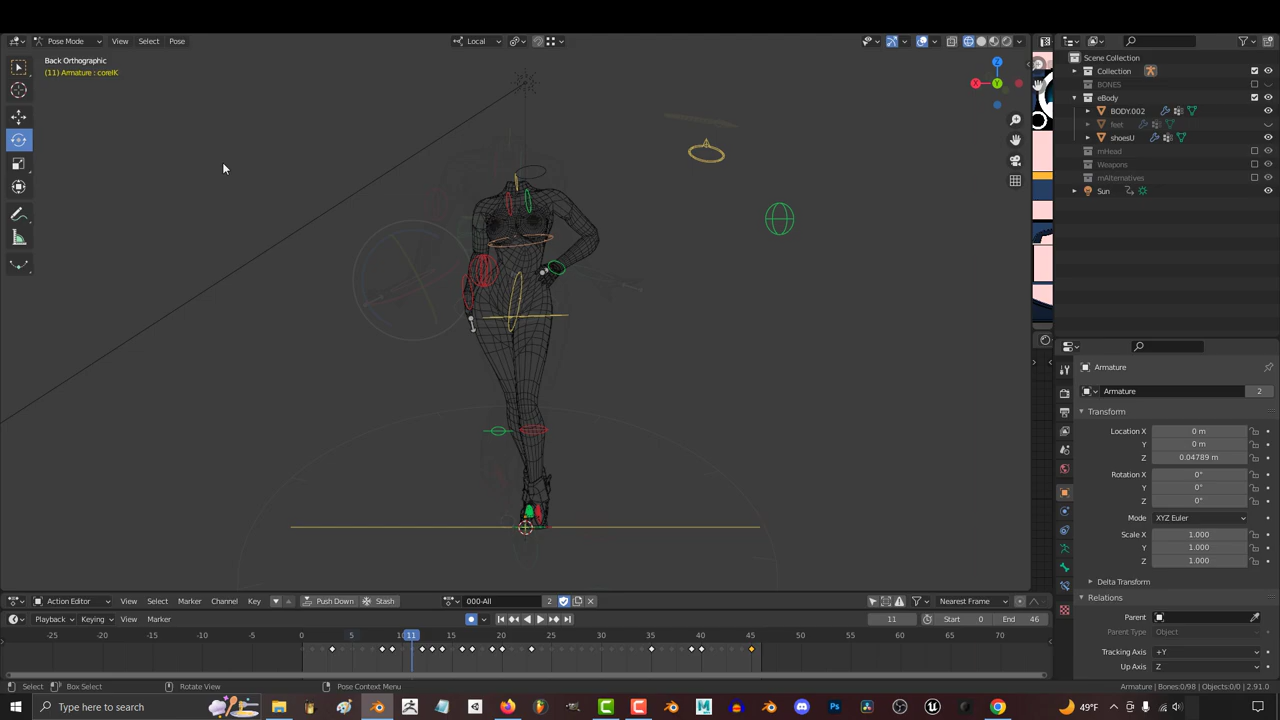 Pose Mode View Select Pose Local
Back Orthographic
(11) Armature : coreIK
X Y Z
Scene Collection
Collection
BONES
eBody
BODY.002
feet
shoesU
mHead
Weapons
mAlternatives
Sun
Armature
Armature 2
Transform
Location X 0 m
Y 0 m
Z 0.04789 m
Rotation X 0°
Y 0°
Z 0°
Mode XYZ Euler
Scale X 1.000
Y 1.000
Z 1.000
Delta Transform
Relations
Parent
Parent Type Object
Tracking Axis +Y
Up Axis Z
Action Editor View Select Marker Channel Key Push Down Stash 000-All 2 Nearest Frame
Playback Keying View Marker 11 Start 0 End 46
-25 -20 -15 -10 -5 0 5 10 11 15 20 25 30 35 40 45 50 55 60 65 70
Select Box Select Rotate View Pose Context Menu Armature | Bones:0/98 | Objects:0/0 | 2.91.0
Type here to search 49°F